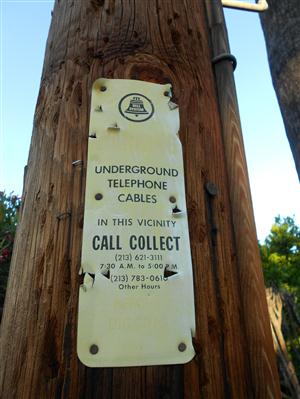 UNDERGROUND
TELEPHONE
CABLES
IN THIS VICINITY
CALL COLLECT
(213) 621-3111
7:30 A.M. to 5:00 P.M.
(213) 783-0610
Other Hours